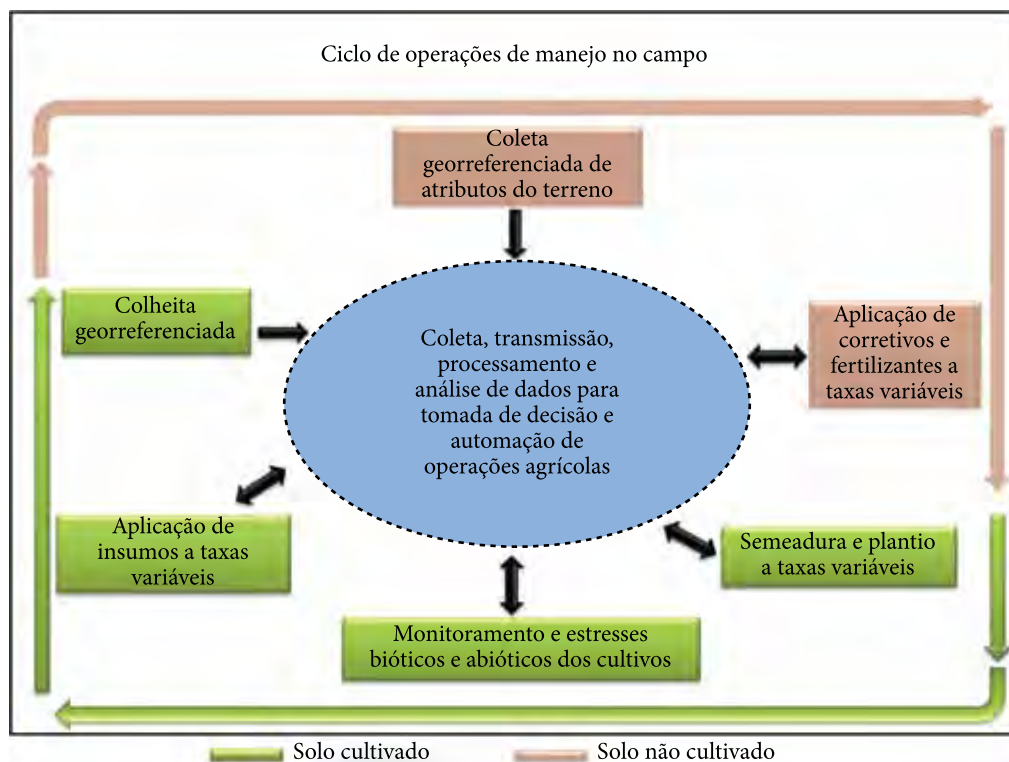 Ciclo de operações de manejo no campo
Coleta
georreferenciada de
atributos do terreno
Colheita
georreferenciada
Coleta, transmissão,
processamento e
análise de dados para
tomada de decisão e
automação de
operações agrícolas
Aplicação de
corretivos e
fertilizantes a
taxas variáveis
Aplicação de
insumos a taxas
variáveis
Semeadura e plantio
a taxas variáveis
Monitoramento e estresses
bióticos e abióticos dos cultivos
Solo cultivado
Solo não cultivado